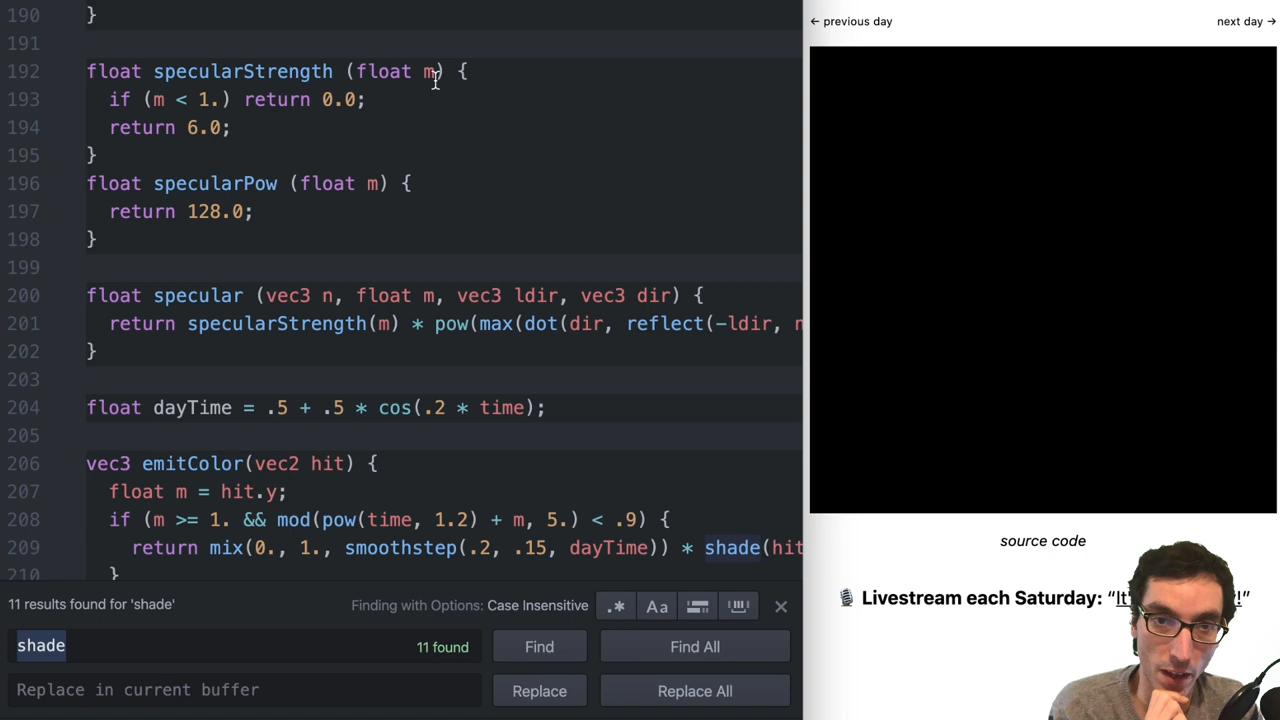 190 }
191
192 float specularStrength (float m) {
193 if (m < 1.) return 0.0;
194 return 6.0;
195 }
196 float specularPow (float m) {
197 return 128.0;
198 }
199
200 float specular (vec3 n, float m, vec3 ldir, vec3 dir) {
201 return specularStrength(m) * pow(max(dot(dir, reflect(-ldir, n
202 }
203
204 float dayTime = .5 + .5 * cos(.2 * time);
205
206 vec3 emitColor(vec2 hit) {
207 float m = hit.y;
208 if (m >= 1. && mod(pow(time, 1.2) + m, 5.) < .9) {
209 return mix(0., 1., smoothstep(.2, .15, dayTime)) * shade(hit
210 }
11 results found for 'shade'
Finding with Options: Case Insensitive
.* Aa
shade
11 found
Find
Find All
Replace in current buffer
Replace
Replace All
← previous day
next day →
source code
🎙 Livestream each Saturday: “It' !”